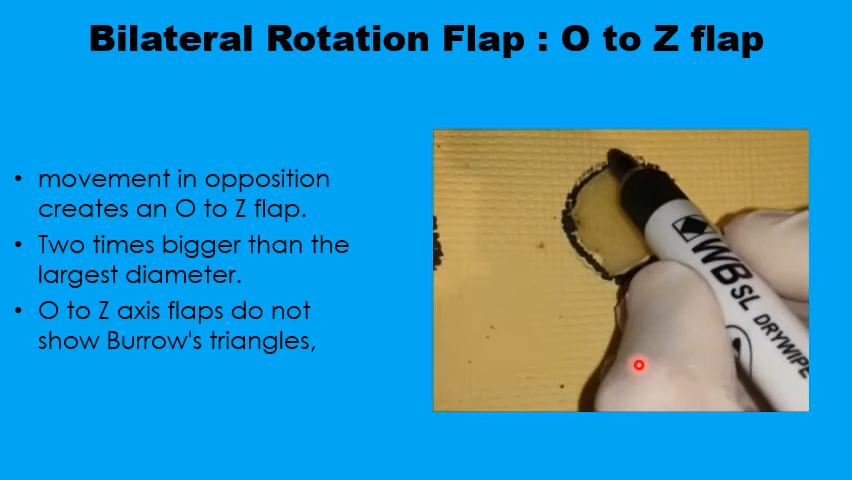 Bilateral Rotation Flap : O to Z flap
• movement in opposition
creates an O to Z flap.
• Two times bigger than the
largest diameter.
• O to Z axis flaps do not
show Burrow's triangles,
WB SL DRYWIPE